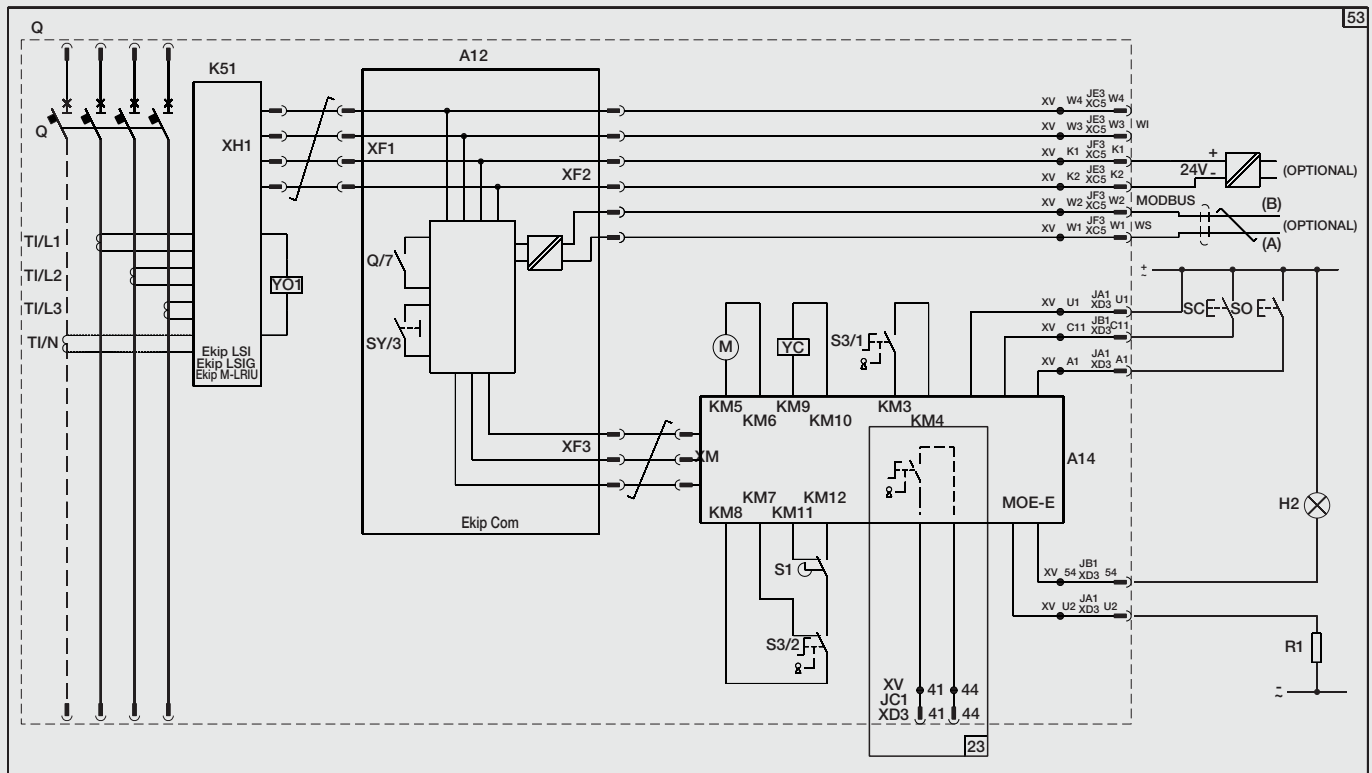 53
Q
A12
K51
XV W4 JE3 XC5 W4
Q
XH1
XF1
XV W3 JE3 XC5 W3 WI
XV K1 JF3 XC5 K1
+
24V
-
(OPTIONAL)
XF2
XV K2 JE3 XC5 K2
XV W2 JF3 XC5 W2 MODBUS
(B)
(OPTIONAL)
XV W1 JF3 XC5 W1 WS
(A)
TI/L1
TI/L2
TI/L3
TI/N
YO1
Q/7
SY/3
+
~
XV U1 JA1 XD3 U1
SC
SO
XV C11 JB1 XD3 C11
XV A1 JA1 XD3 A1
M
YC
S3/1
Ekip LSI
Ekip LSIG
Ekip M-LRIU
KM5
KM6
KM9
KM10
KM3
KM4
XF3
XM
A14
KM8
KM7
KM11
KM12
MOE-E
Ekip Com
H2
S1
XV 54 JB1 XD3 54
XV U2 JA1 XD3 U2
S3/2
R1
XV 41 44
JC1
XD3 41 44
-
~
23